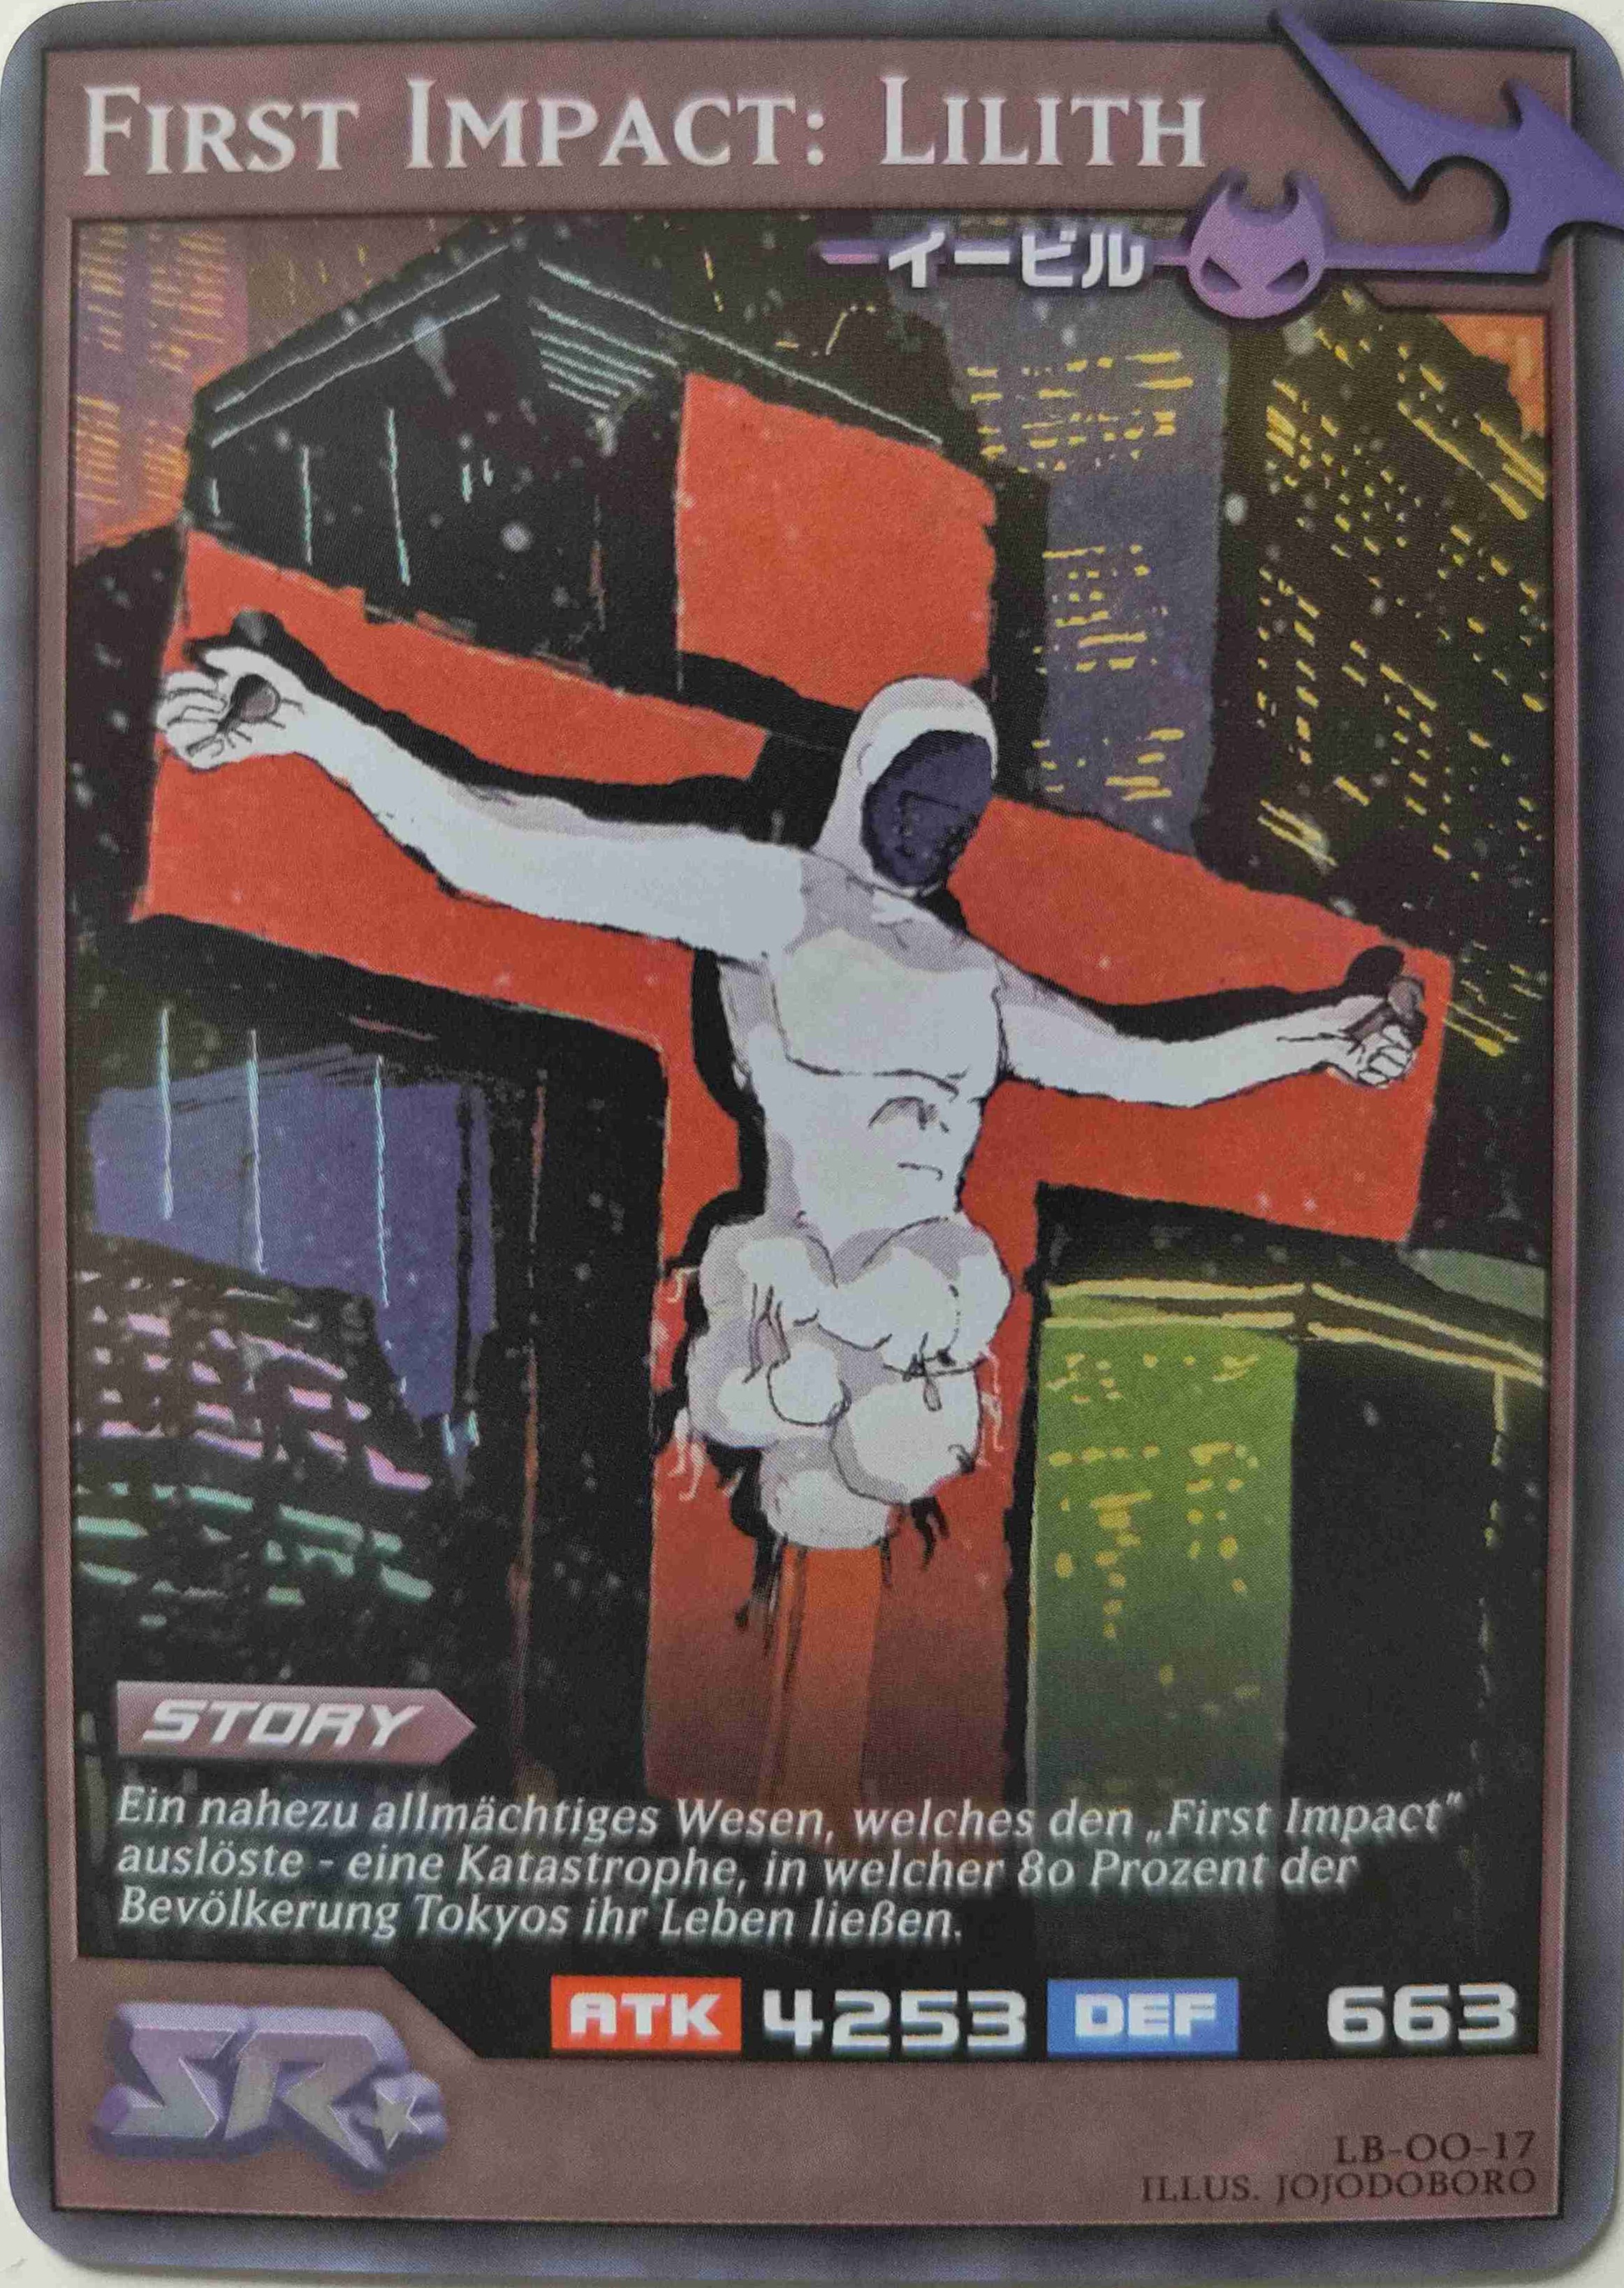 FIRST IMPACT: LILITH
イービル
STORY
Ein nahezu allmächtiges Wesen, welches den „First Impact"
auslöste - eine Katastrophe, in welcher 80 Prozent der
Bevölkerung Tokyos ihr Leben ließen.
ATK 4253 DEF 663
SR
LB-00-17
ILLUS. JOJODOBORO